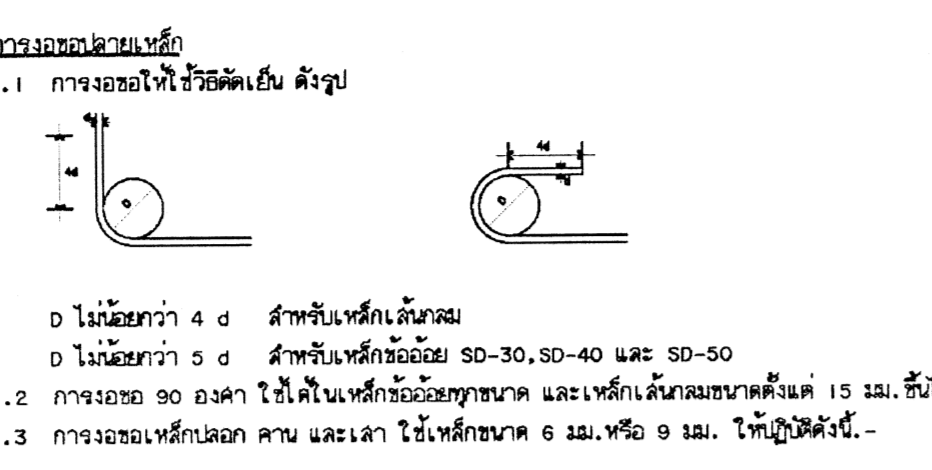 การงอขอปลายเหล็ก
.1 การงอขอให้ใช้วิธีดัดเย็น ดังรูป
d
4d
4d
D
D
d
D ไม่น้อยกว่า 4 d สำหรับเหล็กเส้นกลม
D ไม่น้อยกว่า 5 d สำหรับเหล็กข้ออ้อย SD-30,SD-40 และ SD-50
.2 การงอขอ 90 องศา ใช้ได้ในเหล็กข้ออ้อยทุกขนาด และเหล็กเส้นกลมขนาดตั้งแต่ 15 มม.ขึ้นไ
.3 การงอขอเหล็กปลอก คาน และเสา ใช้เหล็กขนาด 6 มม.หรือ 9 มม. ให้ปฏิบัติดังนี้.-